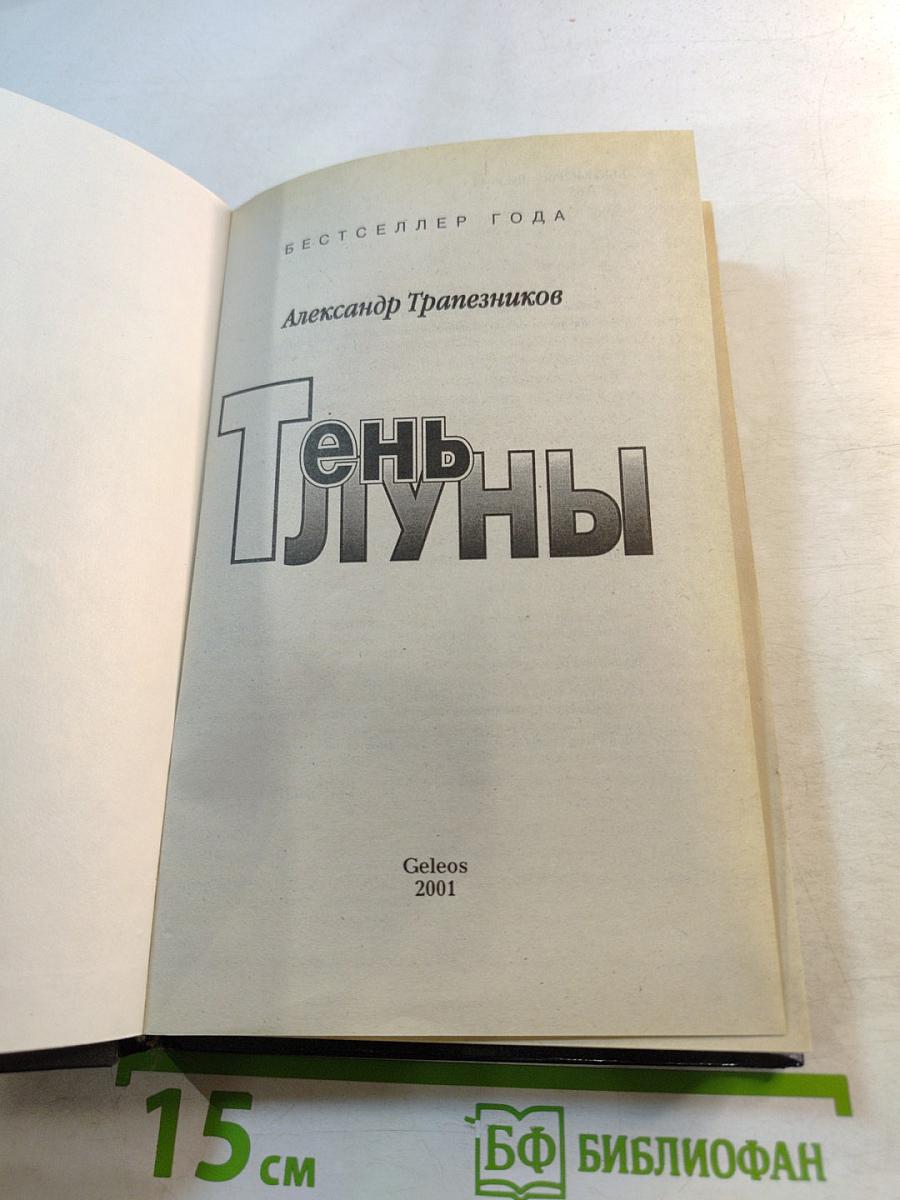 БЕСТСЕЛЛЕР ГОДА
Александр Трапезников
Тень
луны
Geleos
2001
15 см
БФ БИБЛИОФАН